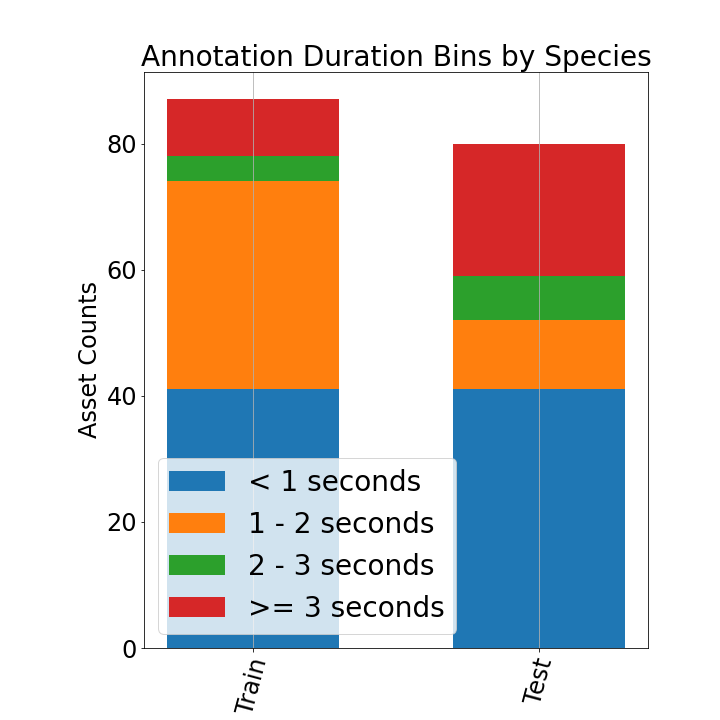 Annotation Duration Bins by Species
80
60
40
20
0
Asset Counts
< 1 seconds
1 - 2 seconds
2 - 3 seconds
>= 3 seconds
Train
Test